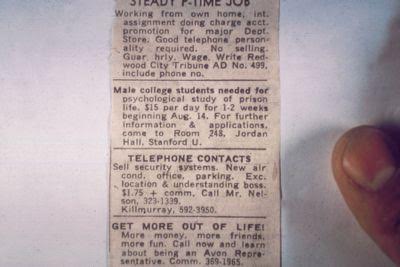 STEADY P-TIME JOB
Working from own home, int.
assignment doing charge acct.
promotion for major Dept.
Store. Good telephone person-
ality required. No selling.
Guar hrly. Wage. Write Red-
wood City Tribune AD No. 499,
include phone no.
Male college students needed for
psychological study of prison
life. $15 per day for 1-2 weeks
beginning Aug. 14. For further
information & applications,
come to Room 248, Jordan
Hall, Stanford U.
TELEPHONE CONTACTS
Sell security systems. New air
cond. office, parking. Exc.
location & understanding boss.
$1.75 + comm. Call Mr. Nel-
son, 323-1339.
Killmurray, 592-3950.
GET MORE OUT OF LIFE!
More money, more friends,
more fun. Call now and learn
about being an Avon Repre-
sentative. Comm. 369-1965.